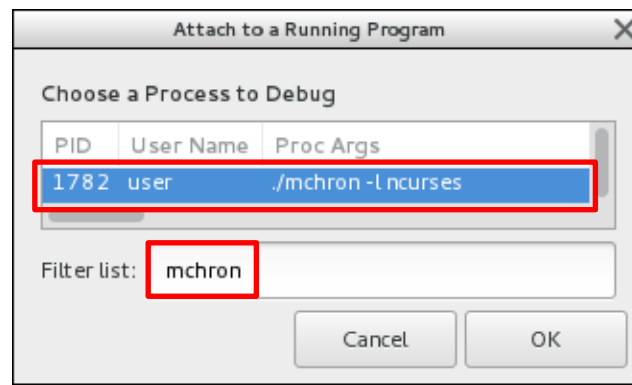 Attach to a Running Program
Choose a Process to Debug
PID User Name Proc Args
1782 user ./mchron -l ncurses
Filter list: mchron
Cancel OK